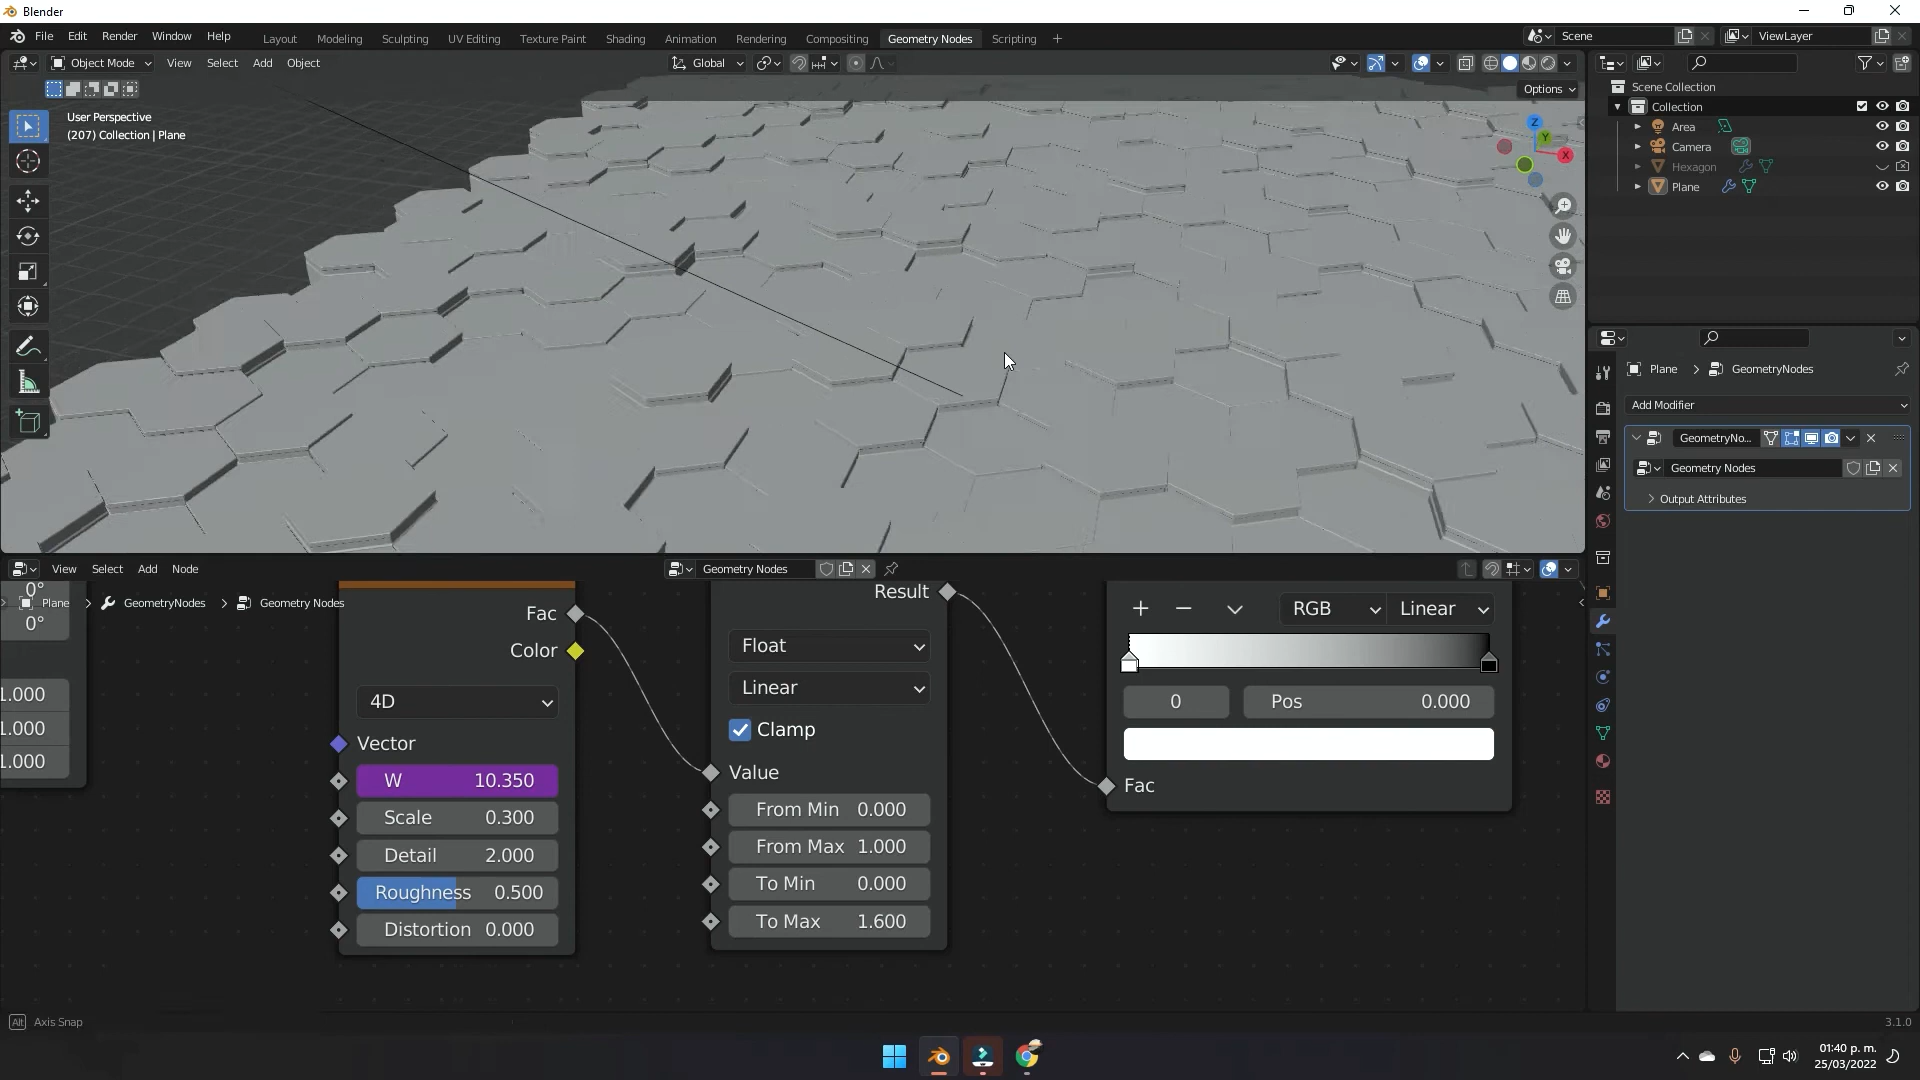 Blender
File Edit Render Window Help Layout Modeling Sculpting UV Editing Texture Paint Shading Animation Rendering Compositing Geometry Nodes Scripting + Scene ViewLayer
Object Mode View Select Add Object Global
Options
User Perspective
(207) Collection | Plane
Z
Y
X
Scene Collection
Collection
Area
Camera
Hexagon
Plane
Plane > GeometryNodes
Add Modifier
GeometryNo...
Geometry Nodes
Output Attributes
View Select Add Node Geometry Nodes
Plane > GeometryNodes > Geometry Nodes
0°
0°
1.000
1.000
1.000
Fac
Color
4D
Vector
W 10.350
Scale 0.300
Detail 2.000
Roughness 0.500
Distortion 0.000
Result
Float
Linear
Clamp
Value
From Min 0.000
From Max 1.000
To Min 0.000
To Max 1.600
RGB Linear
0 Pos 0.000
Fac
Alt Axis Snap
3.1.0
01:40 p. m.
25/03/2022